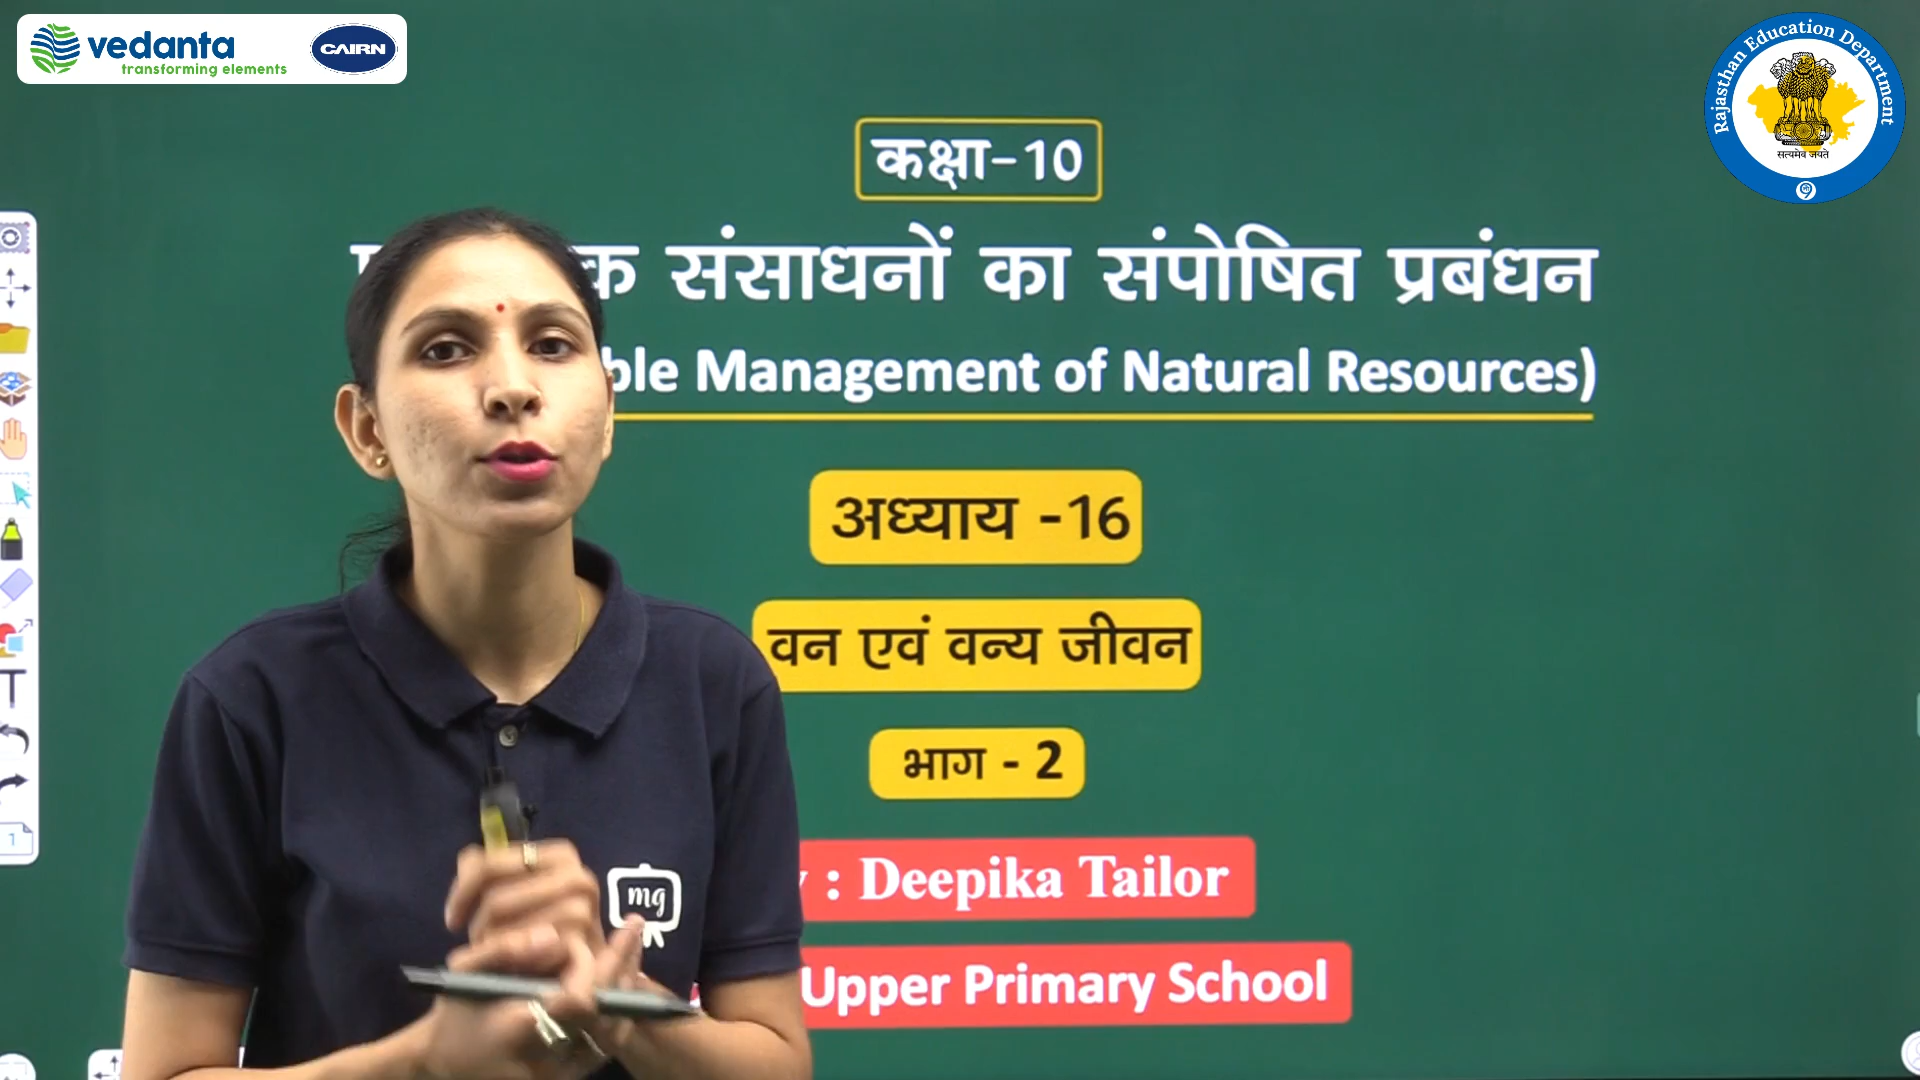 vedanta
transforming elements
CAIRN
Rajasthan Education Department
सत्यमेव जयते
कक्षा-10
संसाधनों का संपोषित प्रबंधन
Management of Natural Resources)
अध्याय -16
वन एवं वन्य जीवन
भाग - 2
: Deepika Tailor
Upper Primary School
mg
T
1